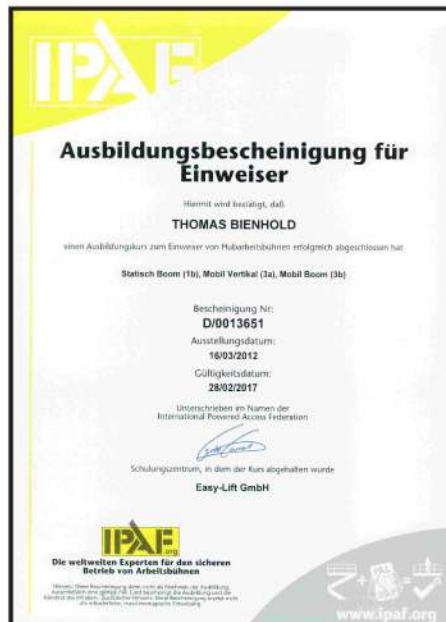 IPAF
Ausbildungsbescheinigung für
Einweiser
Hiermit wird bestätigt, daß
THOMAS BIENHOLD
einen Ausbildungskurs zum Einweiser von Hubarbeitsbühnen erfolgreich abgeschlossen hat
Statisch Boom (1b), Mobil Vertikal (3a), Mobil Boom (3b)
Bescheinigung Nr:
D/0013651
Ausstellungsdatum:
16/03/2012
Gültigkeitsdatum:
28/02/2017
Unterschrieben im Namen der
International Powered Access Federation
Schulungszentrum, in dem der Kurs abgehalten wurde
Easy-Lift GmbH
IPAF
.org
Die weltweiten Experten für den sicheren
Betrieb von Arbeitsbühnen
www.ipaf.org